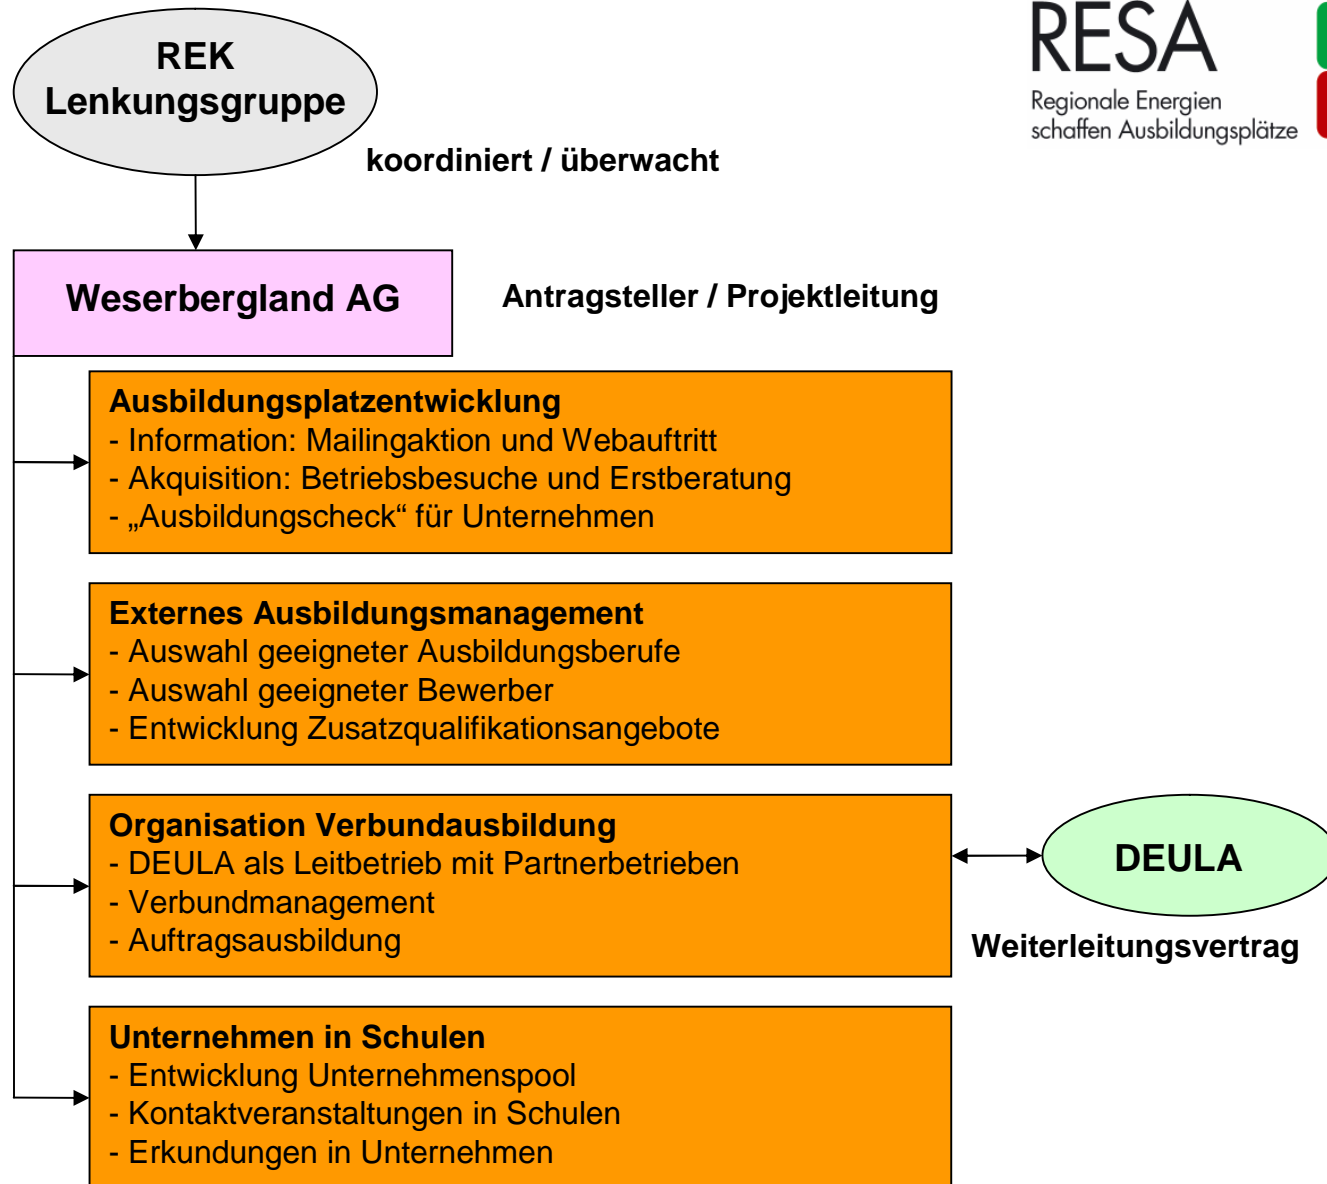 REK
Lenkungsgruppe
RESA
Regionale Energien
schaffen Ausbildungsplätze
koordiniert / überwacht
Weserbergland AG
Antragsteller / Projektleitung
Ausbildungsplatzentwicklung
- Information: Mailingaktion und Webauftritt
- Akquisition: Betriebsbesuche und Erstberatung
- „Ausbildungscheck“ für Unternehmen
Externes Ausbildungsmanagement
- Auswahl geeigneter Ausbildungsberufe
- Auswahl geeigneter Bewerber
- Entwicklung Zusatzqualifikationsangebote
Organisation Verbundausbildung
- DEULA als Leitbetrieb mit Partnerbetrieben
- Verbundmanagement
- Auftragsausbildung
DEULA
Weiterleitungsvertrag
Unternehmen in Schulen
- Entwicklung Unternehmenspool
- Kontaktveranstaltungen in Schulen
- Erkundungen in Unternehmen